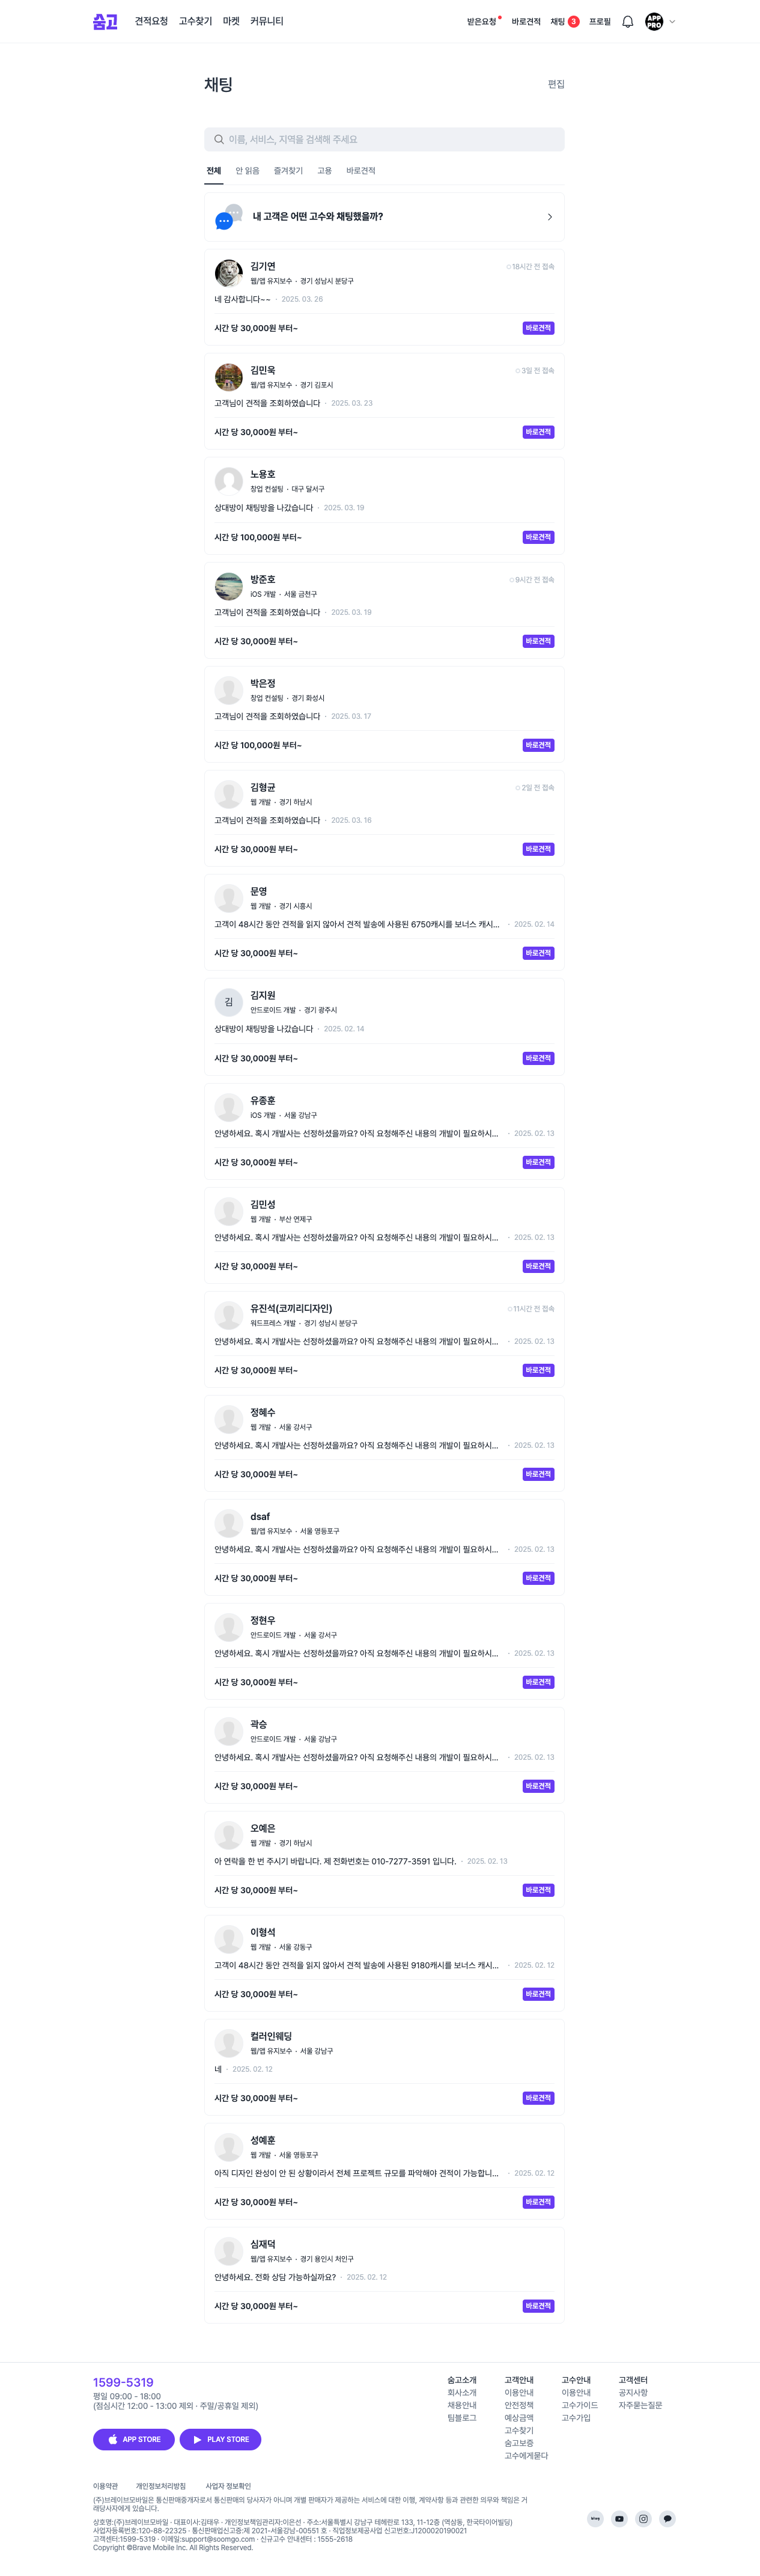 숨고 견적요청 고수찾기 마켓 커뮤니티 받은요청 바로견적 채팅 3 프로필 APP PRO
채팅 편집
이름, 서비스, 지역을 검색해 주세요
전체 안 읽음 즐겨찾기 고용 바로견적
내 고객은 어떤 고수와 채팅했을까?
김기연 18시간 전 접속
웹/앱 유지보수 · 경기 성남시 분당구
네 감사합니다~~ · 2025. 03. 26
시간 당 30,000원 부터~ 바로견적
김민욱 3일 전 접속
웹/앱 유지보수 · 경기 김포시
고객님이 견적을 조회하였습니다 · 2025. 03. 23
시간 당 30,000원 부터~ 바로견적
노용호
창업 컨설팅 · 대구 달서구
상대방이 채팅방을 나갔습니다 · 2025. 03. 19
시간 당 100,000원 부터~ 바로견적
방준호 9시간 전 접속
iOS 개발 · 서울 금천구
고객님이 견적을 조회하였습니다 · 2025. 03. 19
시간 당 30,000원 부터~ 바로견적
박은정
창업 컨설팅 · 경기 화성시
고객님이 견적을 조회하였습니다 · 2025. 03. 17
시간 당 100,000원 부터~ 바로견적
김형균 2일 전 접속
웹 개발 · 경기 하남시
고객님이 견적을 조회하였습니다 · 2025. 03. 16
시간 당 30,000원 부터~ 바로견적
문영
웹 개발 · 경기 시흥시
고객이 48시간 동안 견적을 읽지 않아서 견적 발송에 사용된 6750캐시를 보너스 캐시... · 2025. 02. 14
시간 당 30,000원 부터~ 바로견적
김 김지원
안드로이드 개발 · 경기 광주시
상대방이 채팅방을 나갔습니다 · 2025. 02. 14
시간 당 30,000원 부터~ 바로견적
유종훈
iOS 개발 · 서울 강남구
안녕하세요. 혹시 개발사는 선정하셨을까요? 아직 요청해주신 내용의 개발이 필요하시... · 2025. 02. 13
시간 당 30,000원 부터~ 바로견적
김민성
웹 개발 · 부산 연제구
안녕하세요. 혹시 개발사는 선정하셨을까요? 아직 요청해주신 내용의 개발이 필요하시... · 2025. 02. 13
시간 당 30,000원 부터~ 바로견적
유진석(코끼리디자인) 11시간 전 접속
워드프레스 개발 · 경기 성남시 분당구
안녕하세요. 혹시 개발사는 선정하셨을까요? 아직 요청해주신 내용의 개발이 필요하시... · 2025. 02. 13
시간 당 30,000원 부터~ 바로견적
정혜수
웹 개발 · 서울 강서구
안녕하세요. 혹시 개발사는 선정하셨을까요? 아직 요청해주신 내용의 개발이 필요하시... · 2025. 02. 13
시간 당 30,000원 부터~ 바로견적
dsaf
웹/앱 유지보수 · 서울 영등포구
안녕하세요. 혹시 개발사는 선정하셨을까요? 아직 요청해주신 내용의 개발이 필요하시... · 2025. 02. 13
시간 당 30,000원 부터~ 바로견적
정현우
안드로이드 개발 · 서울 강서구
안녕하세요. 혹시 개발사는 선정하셨을까요? 아직 요청해주신 내용의 개발이 필요하시... · 2025. 02. 13
시간 당 30,000원 부터~ 바로견적
곽승
안드로이드 개발 · 서울 강남구
안녕하세요. 혹시 개발사는 선정하셨을까요? 아직 요청해주신 내용의 개발이 필요하시... · 2025. 02. 13
시간 당 30,000원 부터~ 바로견적
오예은
웹 개발 · 경기 하남시
아 연락을 한 번 주시기 바랍니다. 제 전화번호는 010-7277-3591 입니다. · 2025. 02. 13
시간 당 30,000원 부터~ 바로견적
이형석
웹 개발 · 서울 강동구
고객이 48시간 동안 견적을 읽지 않아서 견적 발송에 사용된 9180캐시를 보너스 캐시... · 2025. 02. 12
시간 당 30,000원 부터~ 바로견적
컬러인웨딩
웹/앱 유지보수 · 서울 강남구
네 · 2025. 02. 12
시간 당 30,000원 부터~ 바로견적
성예훈
웹 개발 · 서울 영등포구
아직 디자인 완성이 안 된 상황이라서 전체 프로젝트 규모를 파악해야 견적이 가능합니... · 2025. 02. 12
시간 당 30,000원 부터~ 바로견적
심재덕
웹/앱 유지보수 · 경기 용인시 처인구
안녕하세요. 전화 상담 가능하실까요? · 2025. 02. 12
시간 당 30,000원 부터~ 바로견적
1599-5319
평일 09:00 - 18:00
(점심시간 12:00 - 13:00 제외 · 주말/공휴일 제외)
APP STORE PLAY STORE
숨고소개
회사소개
채용안내
팀블로그
고객안내
이용안내
안전정책
예상금액
고수찾기
숨고보증
고수에게묻다
고수안내
이용안내
고수가이드
고수가입
고객센터
공지사항
자주묻는질문
이용약관 개인정보처리방침 사업자 정보확인
(주)브레이브모바일은 통신판매중개자로서 통신판매의 당사자가 아니며 개별 판매자가 제공하는 서비스에 대한 이행, 계약사항 등과 관련한 의무와 책임은 거
래당사자에게 있습니다.
상호명:(주)브레이브모바일 · 대표이사:김태우 · 개인정보책임관리자:이은선 · 주소:서울특별시 강남구 테헤란로 133, 11-12층 (역삼동, 한국타이어빌딩)
사업자등록번호:120-88-22325 · 통신판매업신고증:제 2021-서울강남-00551 호 · 직업정보제공사업 신고번호:J1200020190021
고객센터:1599-5319 · 이메일:support@soomgo.com · 신규고수 안내센터 : 1555-2618
Copyright ©Brave Mobile Inc. All Rights Reserved.
blog